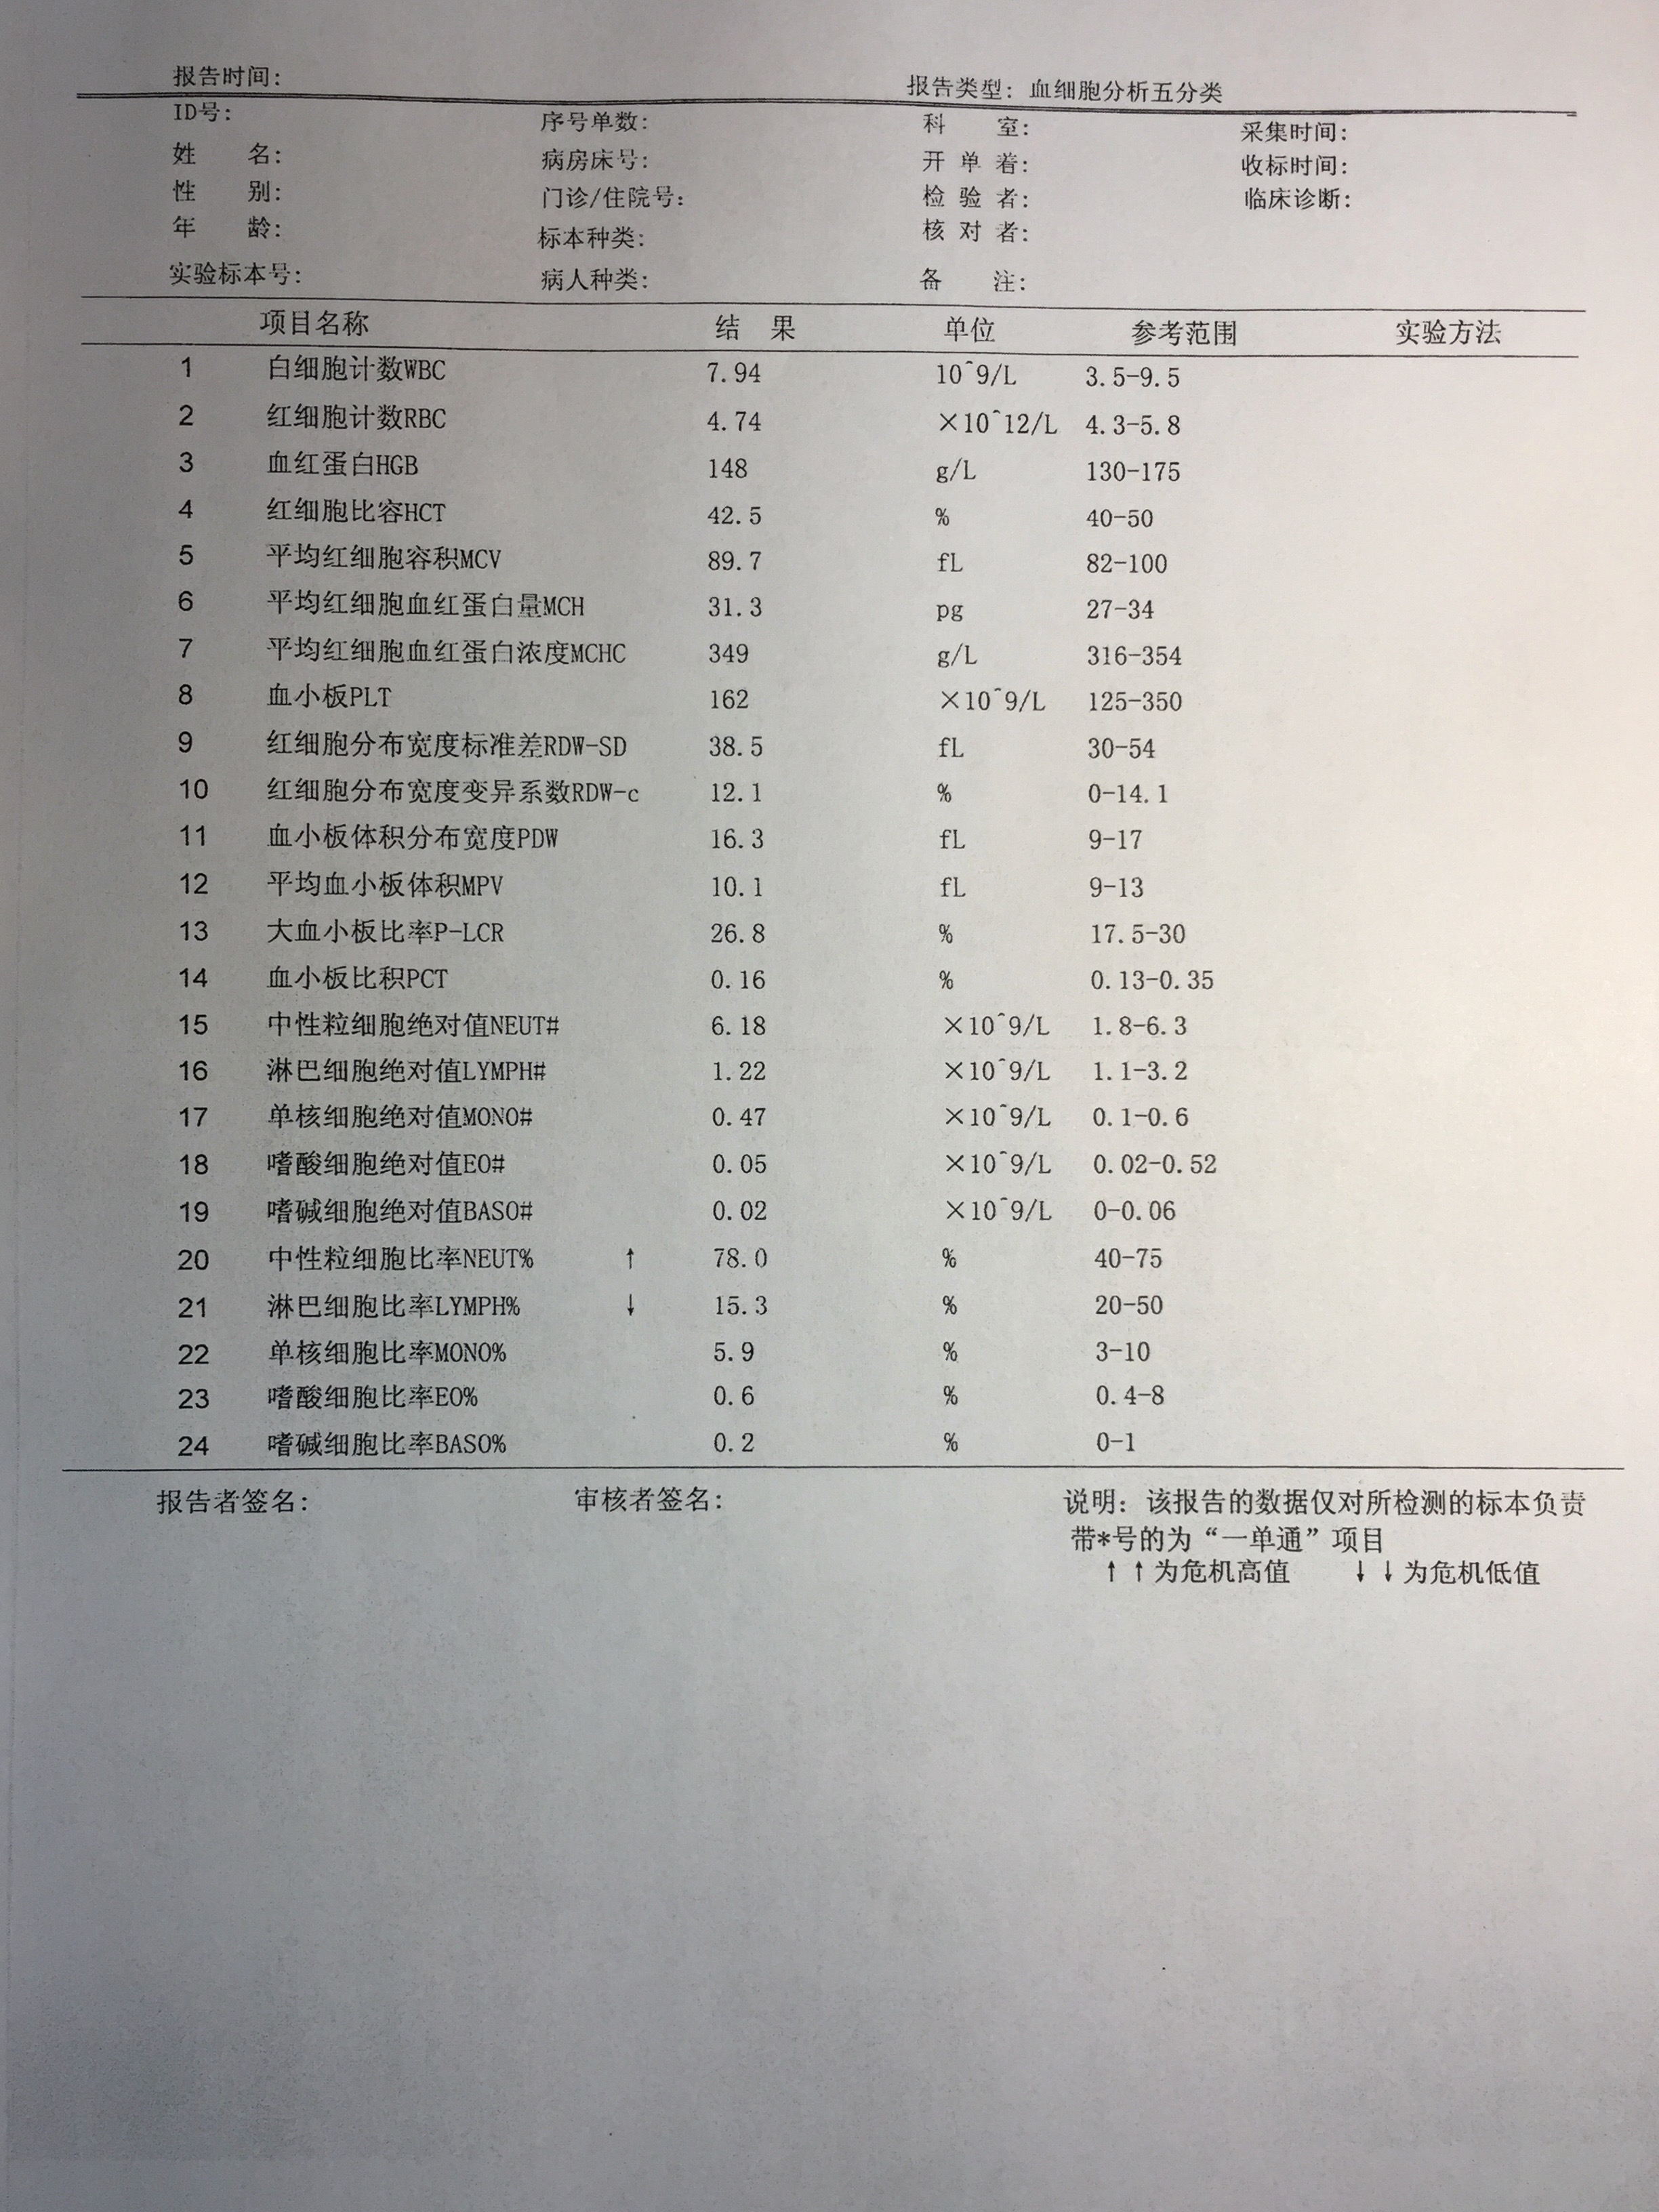 报告时间: 报告类型: 血细胞分析五分类
ID号: 序号单数: 科 室: 采集时间:
姓 名: 病房床号: 开 单 着: 收标时间:
性 别: 门诊/住院号: 检 验 者: 临床诊断:
年 龄: 标本种类: 核 对 者:
实验标本号: 病人种类: 备 注:
项目名称 结 果 单位 参考范围 实验方法
1 白细胞计数WBC 7.94 10^9/L 3.5-9.5
2 红细胞计数RBC 4.74 ×10^12/L 4.3-5.8
3 血红蛋白HGB 148 g/L 130-175
4 红细胞比容HCT 42.5 % 40-50
5 平均红细胞容积MCV 89.7 fL 82-100
6 平均红细胞血红蛋白量MCH 31.3 pg 27-34
7 平均红细胞血红蛋白浓度MCHC 349 g/L 316-354
8 血小板PLT 162 ×10^9/L 125-350
9 红细胞分布宽度标准差RDW-SD 38.5 fL 30-54
10 红细胞分布宽度变异系数RDW-c 12.1 % 0-14.1
11 血小板体积分布宽度PDW 16.3 fL 9-17
12 平均血小板体积MPV 10.1 fL 9-13
13 大血小板比率P-LCR 26.8 % 17.5-30
14 血小板比积PCT 0.16 % 0.13-0.35
15 中性粒细胞绝对值NEUT# 6.18 ×10^9/L 1.8-6.3
16 淋巴细胞绝对值LYMPH# 1.22 ×10^9/L 1.1-3.2
17 单核细胞绝对值MONO# 0.47 ×10^9/L 0.1-0.6
18 嗜酸细胞绝对值EO# 0.05 ×10^9/L 0.02-0.52
19 嗜碱细胞绝对值BASO# 0.02 ×10^9/L 0-0.06
20 中性粒细胞比率NEUT% ↑ 78.0 % 40-75
21 淋巴细胞比率LYMPH% ↓ 15.3 % 20-50
22 单核细胞比率MONO% 5.9 % 3-10
23 嗜酸细胞比率EO% 0.6 % 0.4-8
24 嗜碱细胞比率BASO% 0.2 % 0-1
报告者签名: 审核者签名: 说明: 该报告的数据仅对所检测的标本负责
带*号的为“一单通”项目
↑↑为危机高值 ↓↓为危机低值